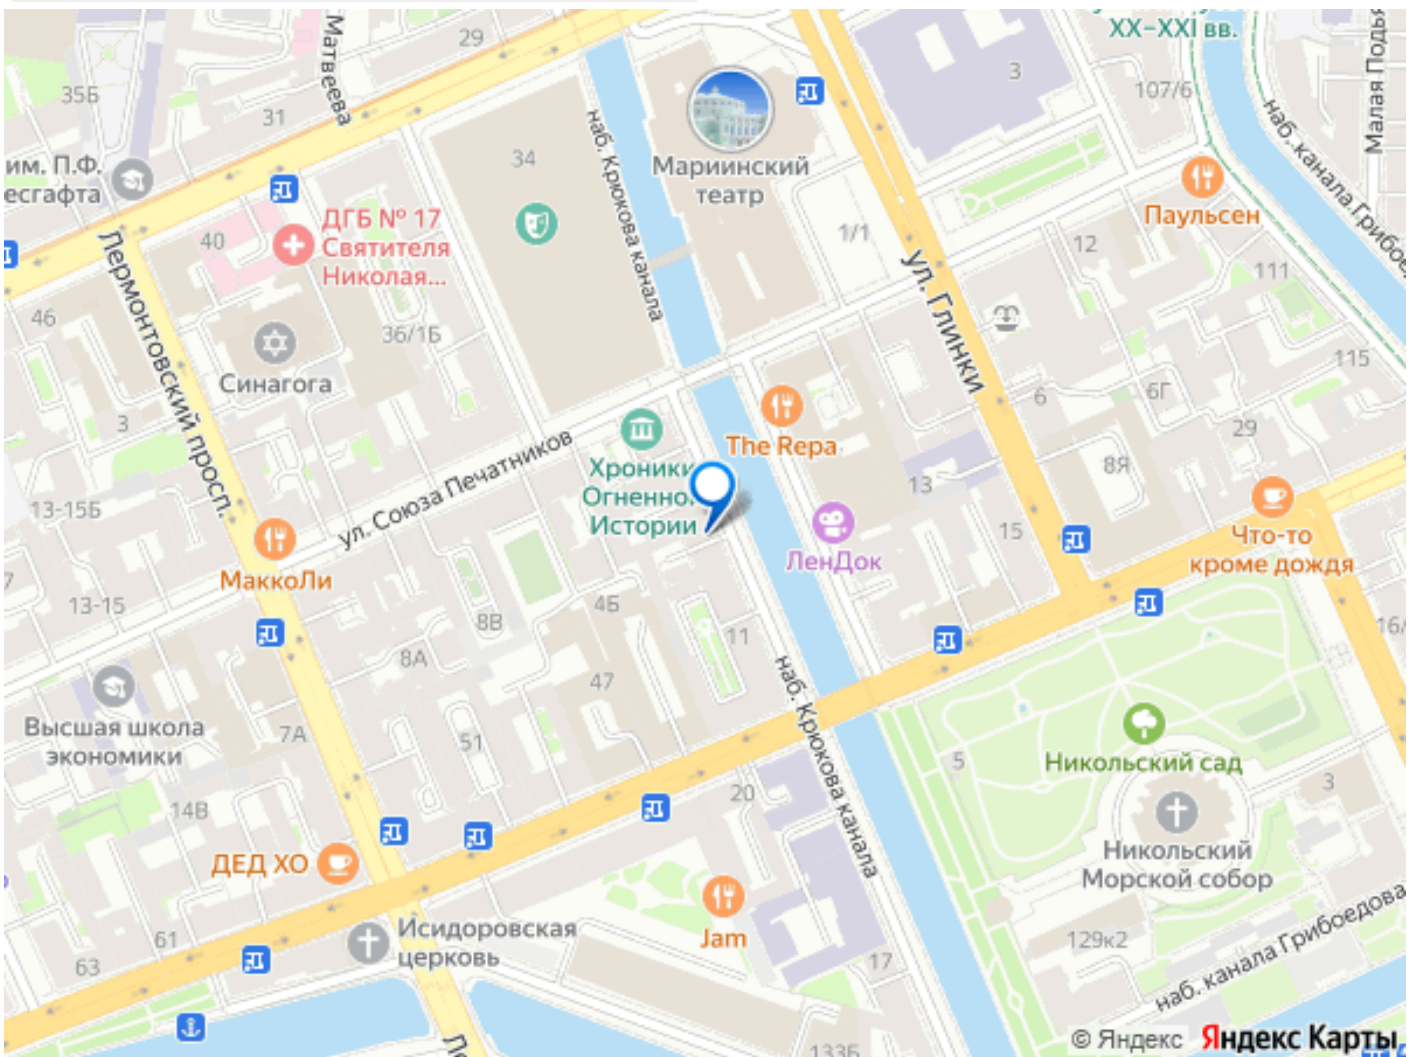 XX–XXI вв.
29
Матвеева
35Б
31
3
107/6
Малая Подья
наб. канала Грибоедо
им. П.Ф.
есгафта
34
наб. Крюкова канала
Мариинский
театр
Паульсен
ДГБ № 17
Святителя
Николая...
40
1/1
12
111
Лермонтовский просп.
ул. Глинки
46
36/1Б
Синагога
115
3
6
6Г
The Repa
29
Хроники
Огненной
Истории
ул. Союза Печатников
8Я
13
13-15Б
15
ЛенДок
Что-то
кроме дождя
МаккоЛи
7
13-15
4Б
8В
11
16/
8А
47
наб. Крюкова канала
Высшая школа
экономики
7А
51
5
Никольский сад
3
14В
20
ДЕД ХО
Никольский
Морской собор
Исидоровская
церковь
Jam
61
63
129к2
17
наб. канала Грибоедова
133Б
Ле
© Яндекс Яндекс Карты